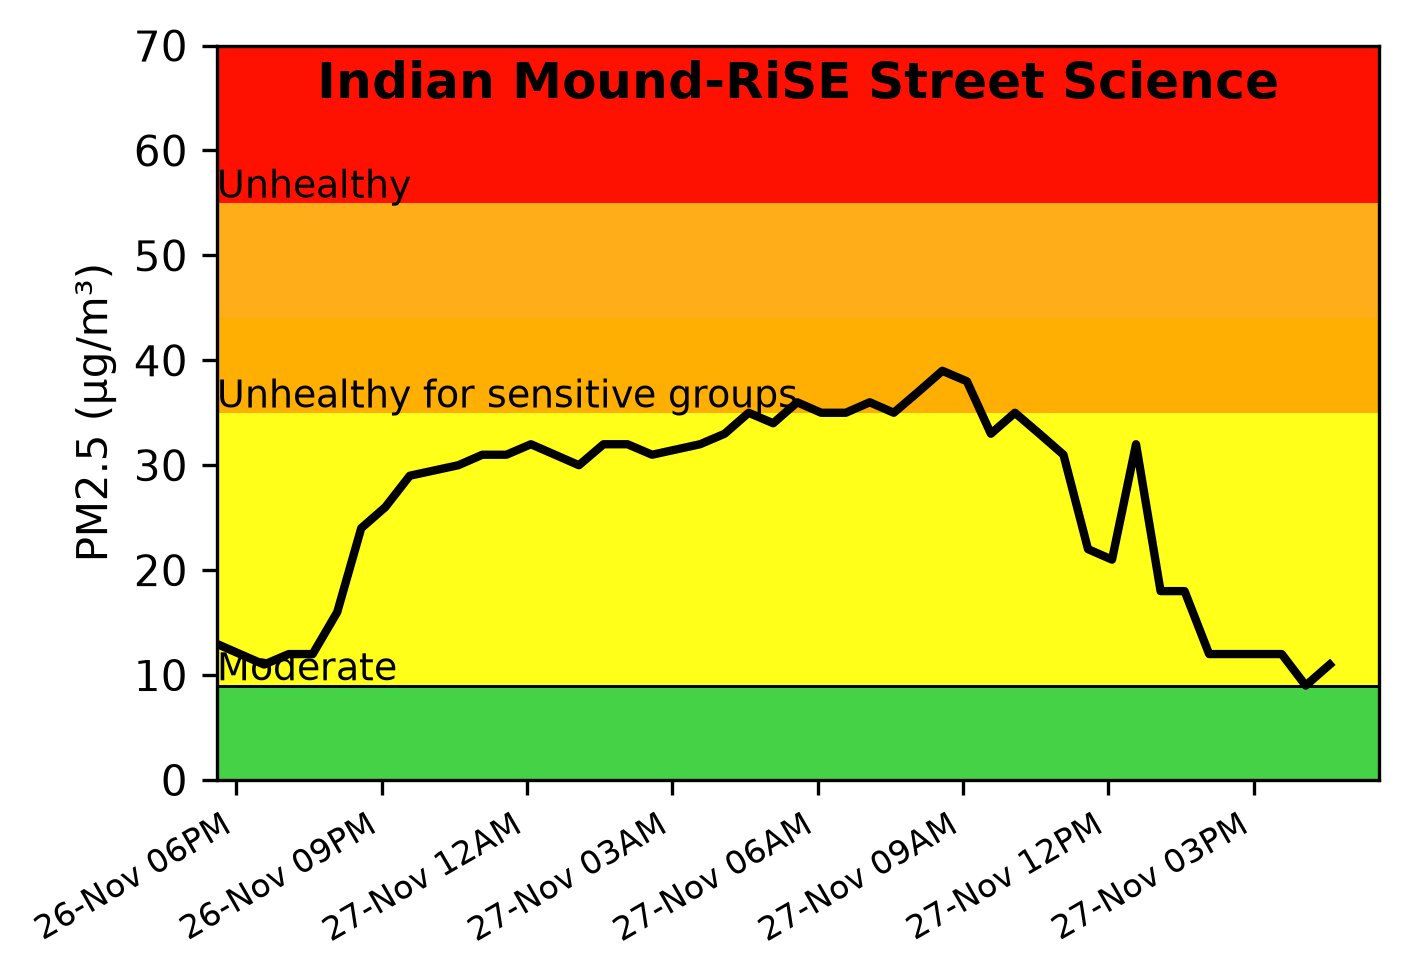 Indian Mound-RiSE Street Science
70
60
50
40
30
20
10
0
PM2.5 (µg/m³)
Unhealthy
Unhealthy for sensitive groups
Moderate
26-Nov 06PM
26-Nov 09PM
27-Nov 12AM
27-Nov 03AM
27-Nov 06AM
27-Nov 09AM
27-Nov 12PM
27-Nov 03PM